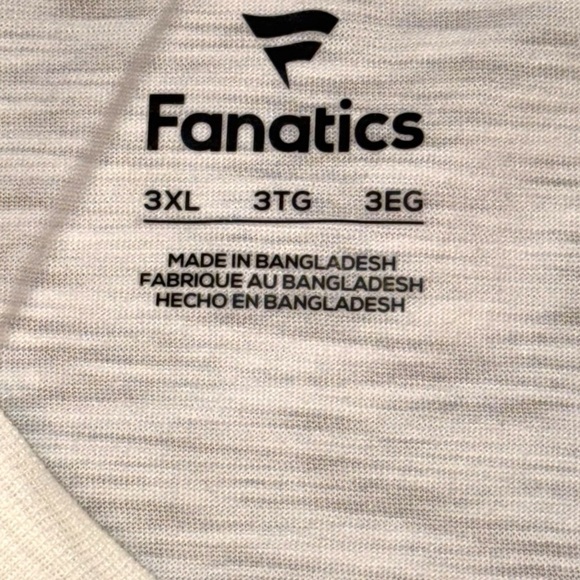 Fanatics
3XL 3TG 3EG
MADE IN BANGLADESH
FABRIQUE AU BANGLADESH
HECHO EN BANGLADESH